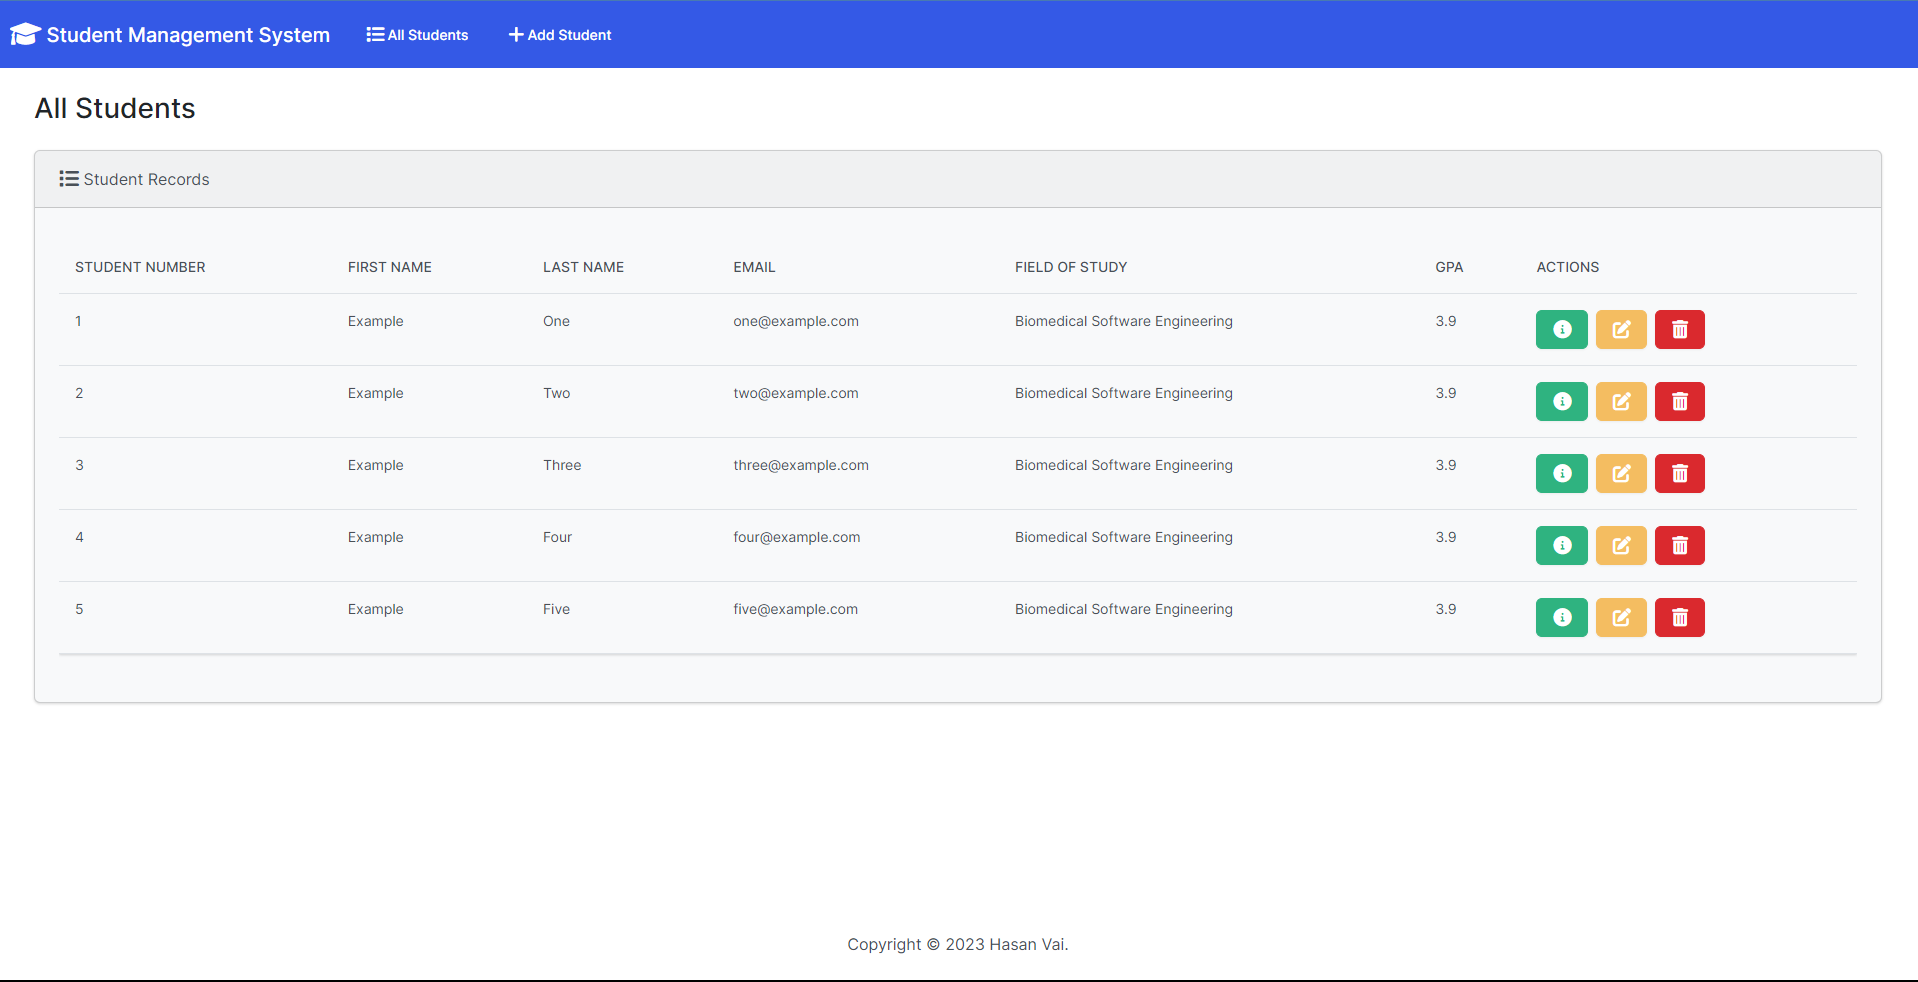 Student Management System All Students Add Student
All Students
Student Records
STUDENT NUMBER FIRST NAME LAST NAME EMAIL FIELD OF STUDY GPA ACTIONS
1 Example One one@example.com Biomedical Software Engineering 3.9
2 Example Two two@example.com Biomedical Software Engineering 3.9
3 Example Three three@example.com Biomedical Software Engineering 3.9
4 Example Four four@example.com Biomedical Software Engineering 3.9
5 Example Five five@example.com Biomedical Software Engineering 3.9
Copyright © 2023 Hasan Vai.